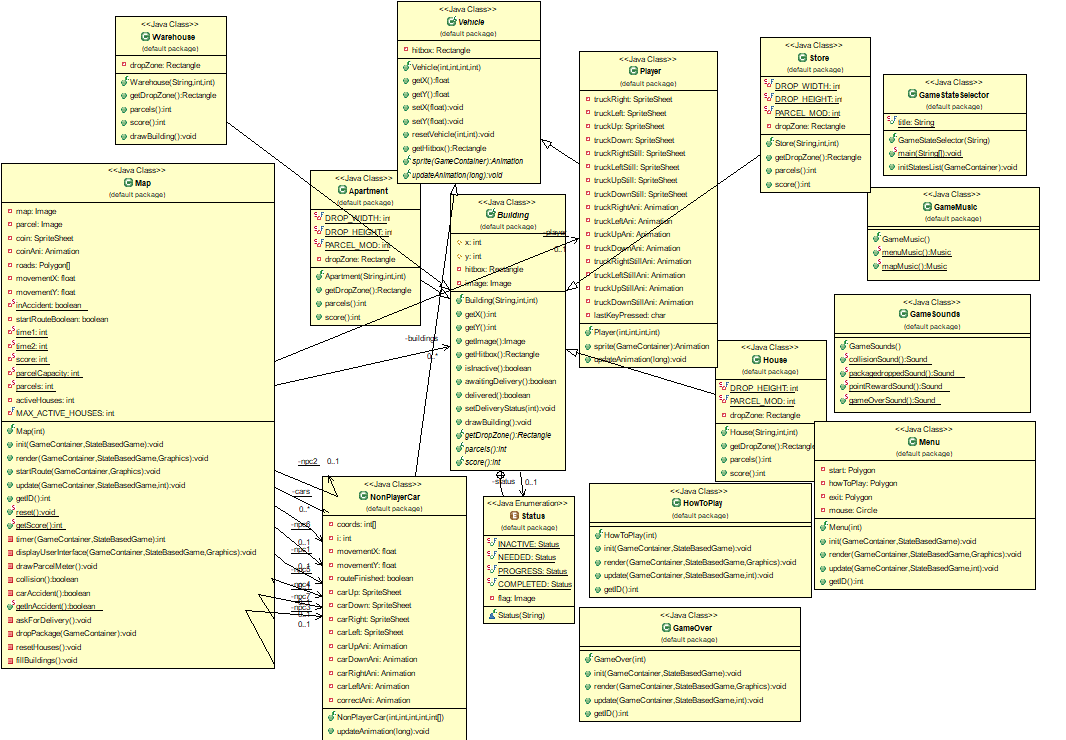 <<Java Class>>
Warehouse
(default package)
dropZone: Rectangle
Warehouse(String,int,int)
getDropZone():Rectangle
parcels():int
score():int
drawBuilding():void
<<Java Class>>
Vehicle
(default package)
hitbox: Rectangle
Vehicle(int,int,int,int)
getX():float
getY():float
setX(float):void
setY(float):void
resetVehicle(int,int):void
getHitbox():Rectangle
sprite(GameContainer):Animation
updateAnimation(long):void
<<Java Class>>
Player
(default package)
truckRight: SpriteSheet
truckLeft: SpriteSheet
truckUp: SpriteSheet
truckDown: SpriteSheet
truckRightStill: SpriteSheet
truckLeftStill: SpriteSheet
truckUpStill: SpriteSheet
truckDownStill: SpriteSheet
truckRightAni: Animation
truckLeftAni: Animation
truckUpAni: Animation
truckDownAni: Animation
truckRightStillAni: Animation
truckLeftStillAni: Animation
truckUpStillAni: Animation
truckDownStillAni: Animation
lastKeyPressed: char
Player(int,int,int,int)
sprite(GameContainer):Animation
updateAnimation(long):void
<<Java Class>>
Store
(default package)
DROP_WIDTH: int
DROP_HEIGHT: int
PARCEL_MOD: int
dropZone: Rectangle
Store(String,int,int)
getDropZone():Rectangle
parcels():int
score():int
<<Java Class>>
GameStateSelector
(default package)
title: String
GameStateSelector(String)
main(String[]):void
initStatesList(GameContainer):void
<<Java Class>>
Map
(default package)
map: Image
parcel: Image
coin: SpriteSheet
coinAni: Animation
roads: Polygon[]
movementX: float
movementY: float
inAccident: boolean
startRouteBoolean: boolean
time1: int
time2: int
score: int
parcelCapacity: int
parcels: int
activeHouses: int
MAX_ACTIVE_HOUSES: int
Map(int)
init(GameContainer,StateBasedGame):void
render(GameContainer,StateBasedGame,Graphics):void
startRoute(GameContainer,Graphics):void
update(GameContainer,StateBasedGame,int):void
getID():int
reset():void
getScore():int
timer(GameContainer,StateBasedGame):int
displayUserInterface(GameContainer,StateBasedGame,Graphics):void
drawParcelMeter():void
collision():boolean
carAccident():boolean
getInAccident():boolean
askForDelivery():void
dropPackage(GameContainer):void
resetHouses():void
fillBuildings():void
<<Java Class>>
Apartment
(default package)
DROP_WIDTH: int
DROP_HEIGHT: int
PARCEL_MOD: int
dropZone: Rectangle
Apartment(String,int,int)
getDropZone():Rectangle
parcels():int
score():int
<<Java Class>>
Building
(default package)
x: int
y: int
hitbox: Rectangle
image: Image
Building(String,int,int)
getX():int
getY():int
getImage():Image
getHitbox():Rectangle
isInactive():boolean
awaitingDelivery():boolean
delivered():boolean
setDeliveryStatus(int):void
drawBuilding():void
getDropZone():Rectangle
parcels():int
score():int
-player
0..1
-buildings
0..*
<<Java Class>>
GameMusic
(default package)
GameMusic()
menuMusic():Music
mapMusic():Music
<<Java Class>>
GameSounds
(default package)
GameSounds()
collisionSound():Sound
packagedroppedSound():Sound
pointRewardSound():Sound
gameOverSound():Sound
<<Java Class>>
House
(default package)
DROP_HEIGHT: int
PARCEL_MOD: int
dropZone: Rectangle
House(String,int,int)
getDropZone():Rectangle
parcels():int
score():int
<<Java Class>>
Menu
(default package)
start: Polygon
howToPlay: Polygon
exit: Polygon
mouse: Circle
Menu(int)
init(GameContainer,StateBasedGame):void
render(GameContainer,StateBasedGame,Graphics):void
update(GameContainer,StateBasedGame,int):void
getID():int
-npc2 0..1
-cars
0..*
0..1
0..1
0..1
<<Java Class>>
NonPlayerCar
(default package)
coords: int[]
i: int
movementX: float
movementY: float
routeFinished: boolean
carUp: SpriteSheet
carDown: SpriteSheet
carRight: SpriteSheet
carLeft: SpriteSheet
carUpAni: Animation
carDownAni: Animation
carRightAni: Animation
carLeftAni: Animation
correctAni: Animation
NonPlayerCar(int,int,int,int,int[])
updateAnimation(long):void
-status 0..1
<<Java Enumeration>>
Status
(default package)
INACTIVE: Status
NEEDED: Status
PROGRESS: Status
COMPLETED: Status
flag: Image
Status(String)
<<Java Class>>
HowToPlay
(default package)
HowToPlay(int)
init(GameContainer,StateBasedGame):void
render(GameContainer,StateBasedGame,Graphics):void
update(GameContainer,StateBasedGame,int):void
getID():int
<<Java Class>>
GameOver
(default package)
GameOver(int)
init(GameContainer,StateBasedGame):void
render(GameContainer,StateBasedGame,Graphics):void
update(GameContainer,StateBasedGame,int):void
getID():int